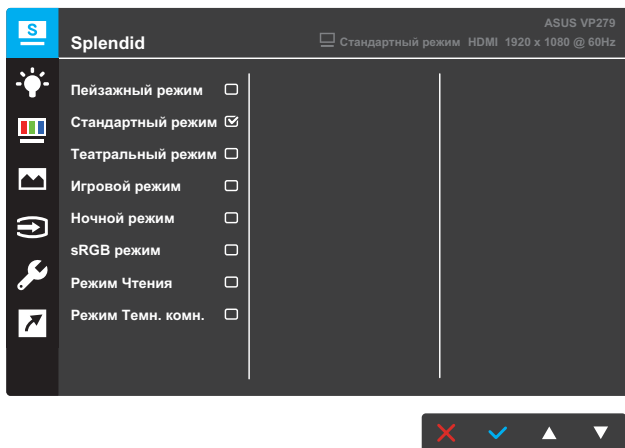 S
ASUS VP279
Splendid
Стандартный режим HDMI 1920 x 1080 @ 60Hz
Пейзажный режим
Стандартный режим
Театральный режим
Игровой режим
Ночной режим
sRGB режим
Режим Чтения
Режим Темн. комн.